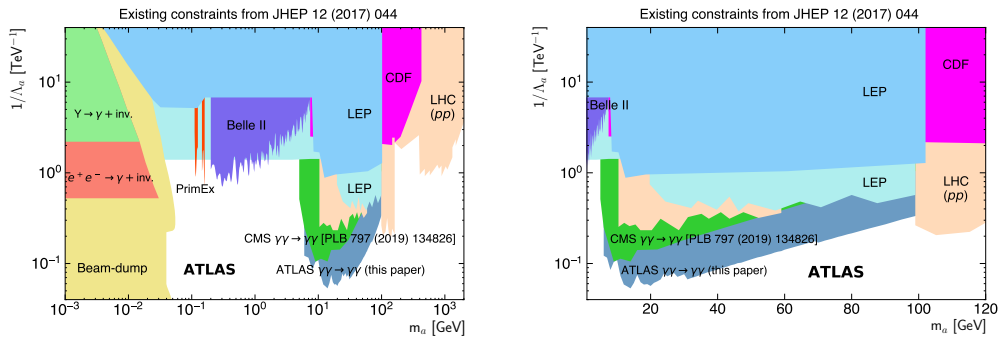 Existing constraints from JHEP 12 (2017) 044
1/Λₐ [TeV⁻¹]
10¹
10⁰
10⁻¹
Υ → γ + inv.
e⁺e⁻ → γ + inv.
Beam-dump
PrimEx
Belle II
LEP
CDF
LHC
(pp)
LEP
CMS γγ → γγ [PLB 797 (2019) 134826]
ATLAS γγ → γγ (this paper)
ATLAS
10⁻³ 10⁻² 10⁻¹ 10⁰ 10¹ 10² 10³
mₐ [GeV]
Existing constraints from JHEP 12 (2017) 044
1/Λₐ [TeV⁻¹]
10¹
10⁰
10⁻¹
Belle II
LEP
CDF
LEP
LHC
(pp)
CMS γγ → γγ [PLB 797 (2019) 134826]
ATLAS γγ → γγ (this paper)
ATLAS
20 40 60 80 100 120
mₐ [GeV]